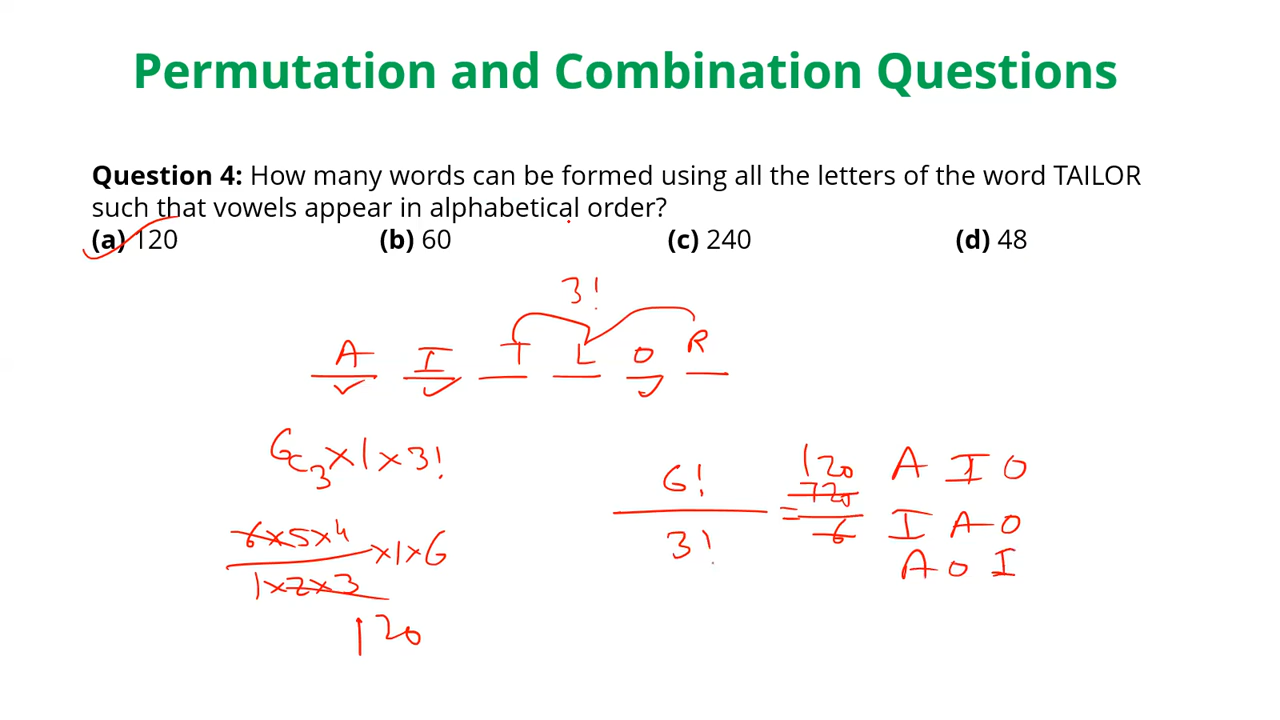 Permutation and Combination Questions
Question 4: How many words can be formed using all the letters of the word TAILOR
such that vowels appear in alphabetical order?
(a) 120 (b) 60 (c) 240 (d) 48
3!
A I T L O R
6C3 × 1 × 3!
6×5×4
×1×6
1×2×3
120
6!
3!
=
120
720
6
A I O
I A O
A O I